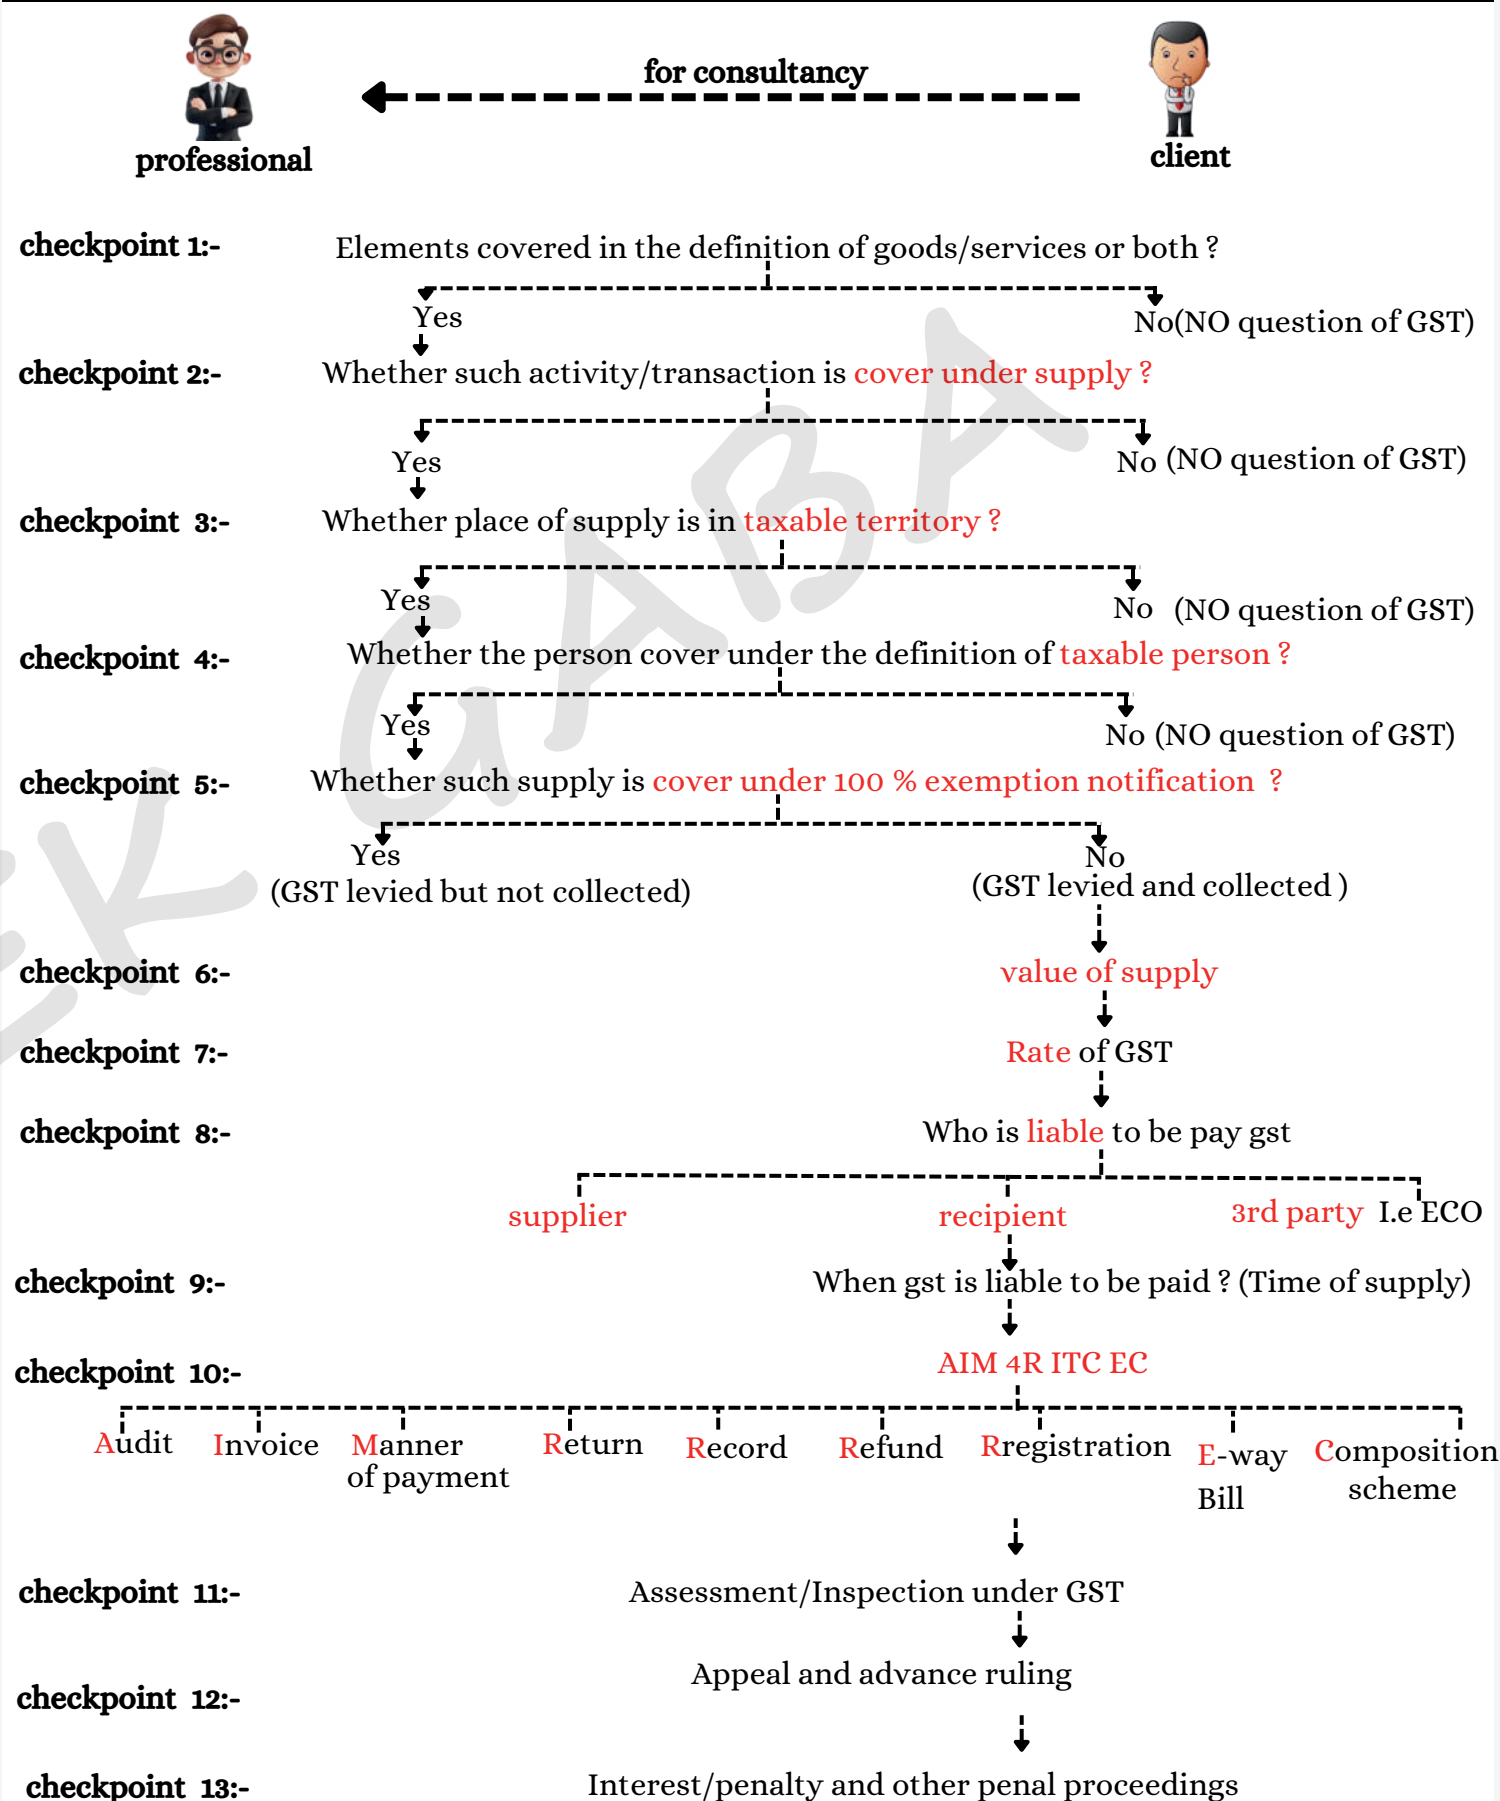 for consultancy
professional
client
checkpoint 1:-
Elements covered in the definition of goods/services or both ?
Yes
No(NO question of GST)
checkpoint 2:-
Whether such activity/transaction is cover under supply ?
Yes
No (NO question of GST)
checkpoint 3:-
Whether place of supply is in taxable territory ?
Yes
No (NO question of GST)
checkpoint 4:-
Whether the person cover under the definition of taxable person ?
Yes
No (NO question of GST)
checkpoint 5:-
Whether such supply is cover under 100 % exemption notification ?
Yes
No
(GST levied but not collected)
(GST levied and collected )
checkpoint 6:-
value of supply
checkpoint 7:-
Rate of GST
checkpoint 8:-
Who is liable to be pay gst
supplier
recipient
3rd party I.e ECO
checkpoint 9:-
When gst is liable to be paid ? (Time of supply)
checkpoint 10:-
AIM 4R ITC EC
Audit
Invoice
Manner
of payment
Return
Record
Refund
Rregistration
E-way
Bill
Composition
scheme
checkpoint 11:-
Assessment/Inspection under GST
checkpoint 12:-
Appeal and advance ruling
checkpoint 13:-
Interest/penalty and other penal proceedings
EK GABA